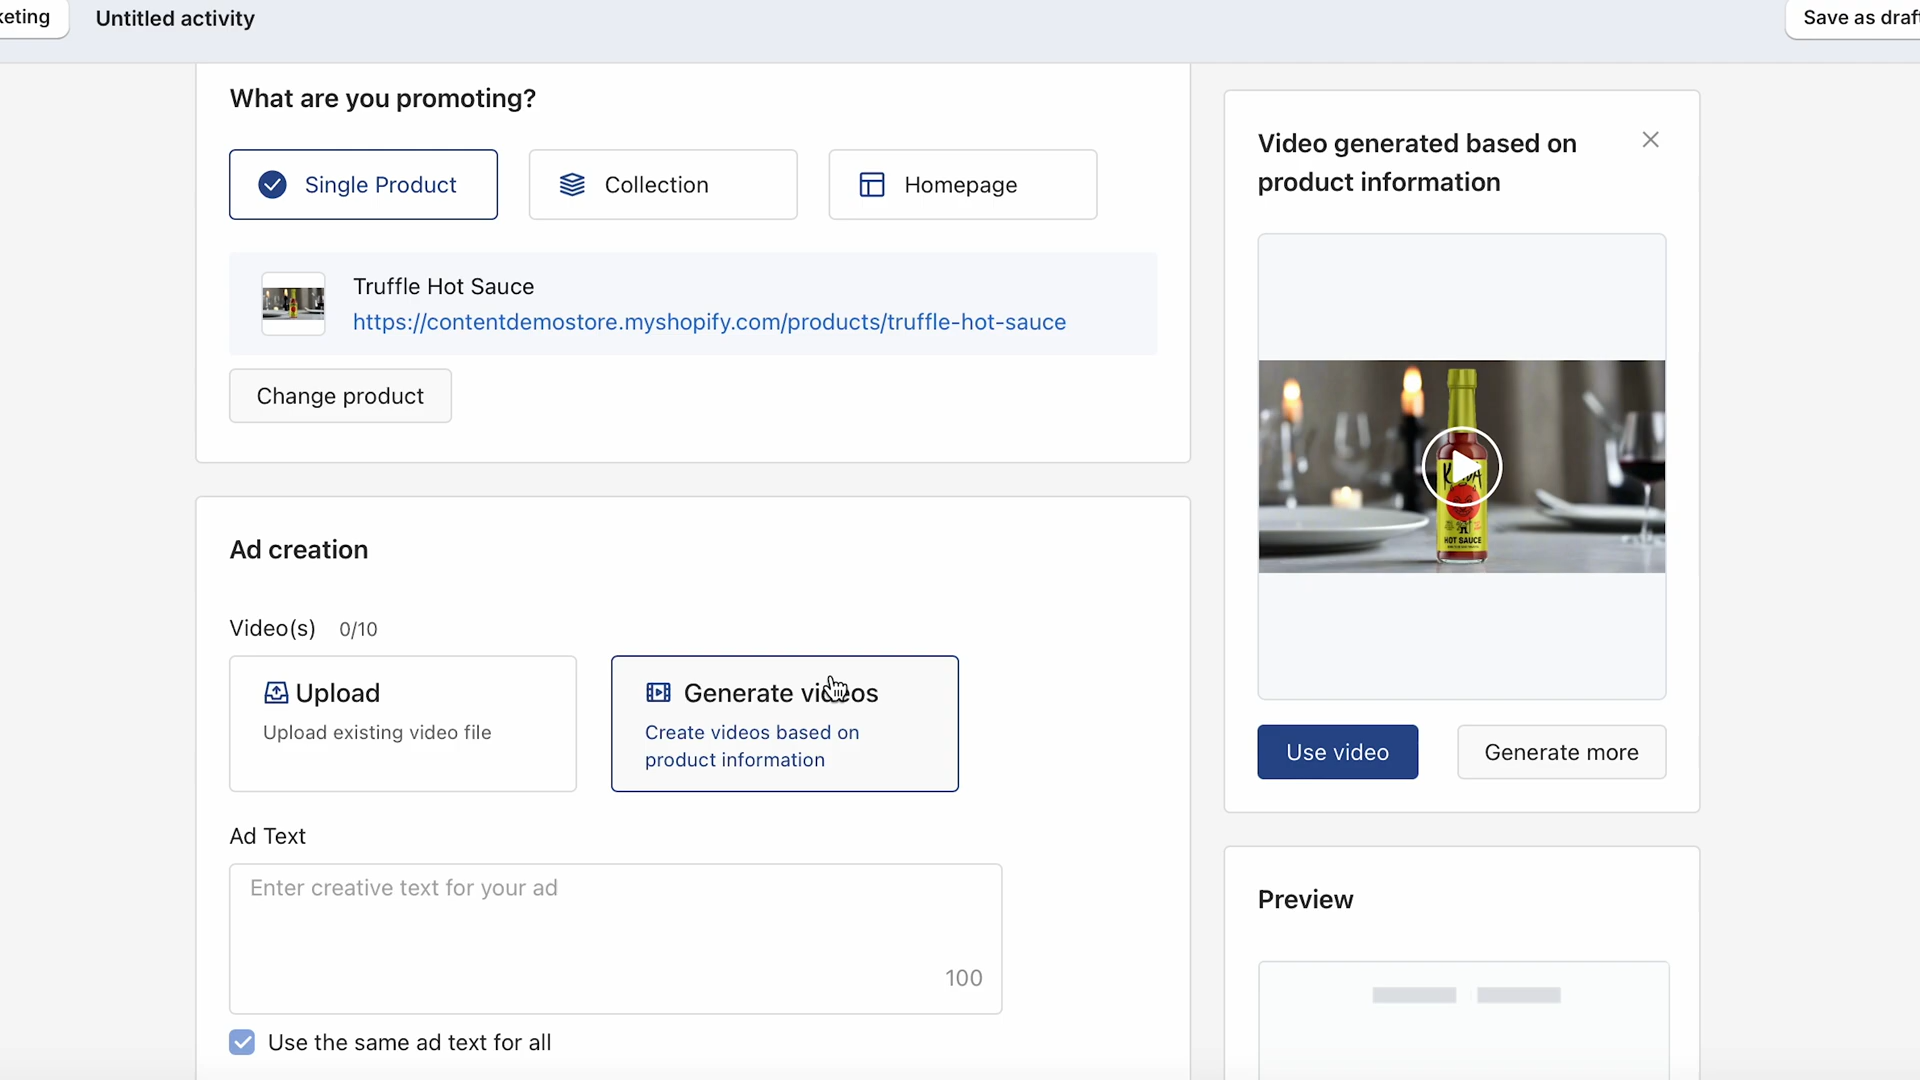 keting
Untitled activity
Save as draf
What are you promoting?
Single Product
Collection
Homepage
Truffle Hot Sauce
https://contentdemostore.myshopify.com/products/truffle-hot-sauce
Change product
Ad creation
Video(s) 0/10
Upload
Upload existing video file
Generate videos
Create videos based on
product information
Ad Text
Enter creative text for your ad
100
Use the same ad text for all
Video generated based on
product information
HOT SAUCE
Use video
Generate more
Preview